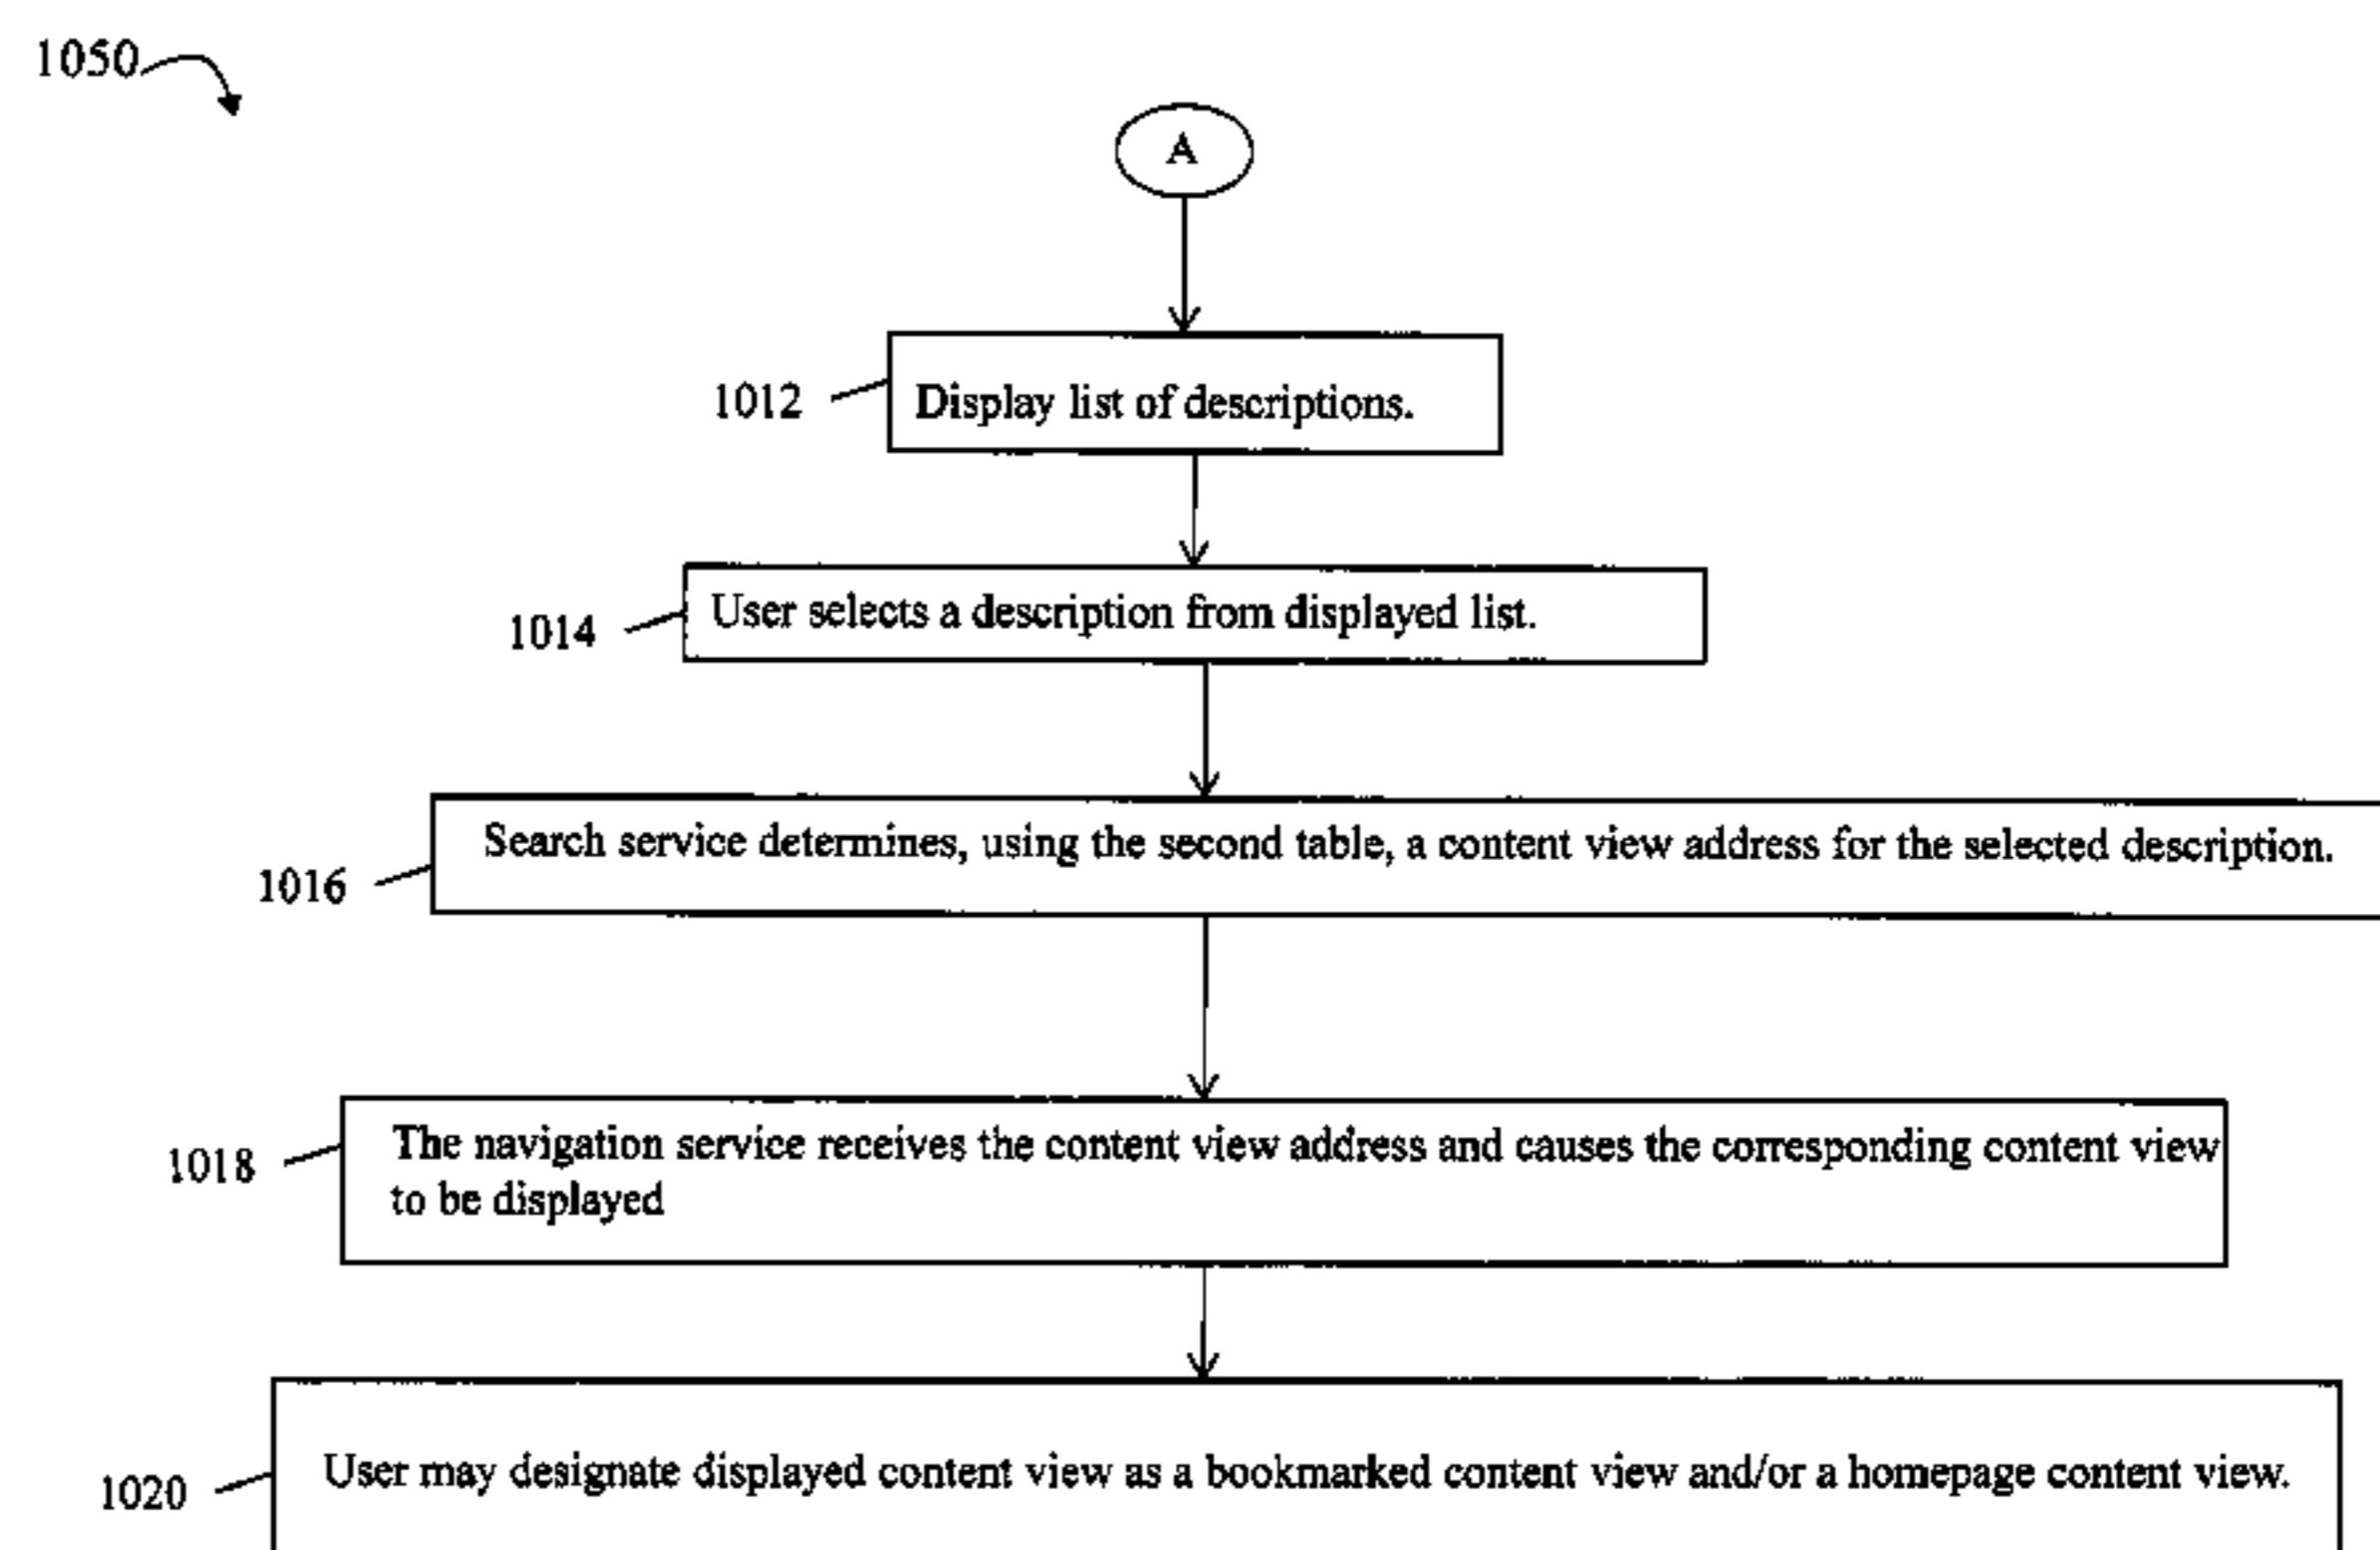 1050
A
1012
Display list of descriptions.
1014
User selects a description from displayed list.
1016
Search service determines, using the second table, a content view address for the selected description.
1018
The navigation service receives the content view address and causes the corresponding content view
to be displayed
1020
User may designate displayed content view as a bookmarked content view and/or a homepage content view.